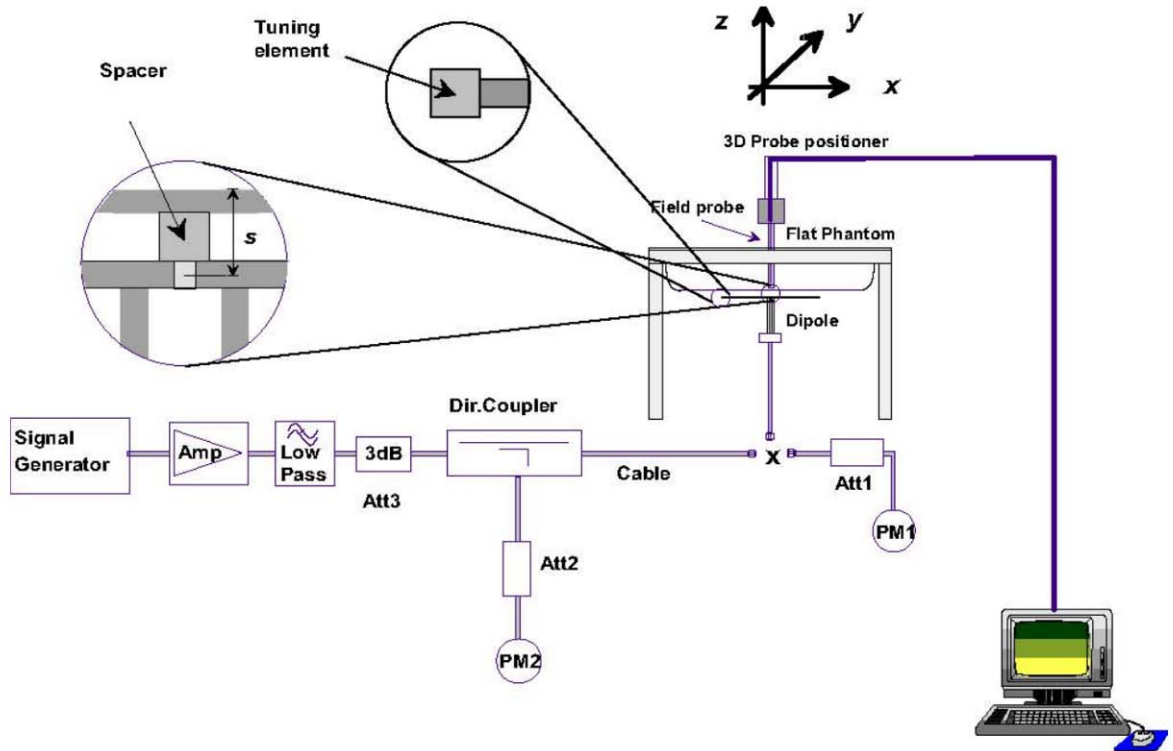 Tuning
element
Spacer
s
z
y
x
3D Probe positioner
Field probe
Flat Phantom
Dipole
Dir.Coupler
Signal
Generator
Amp
Low
Pass
3dB
Att3
Cable
x
Att1
PM1
Att2
PM2